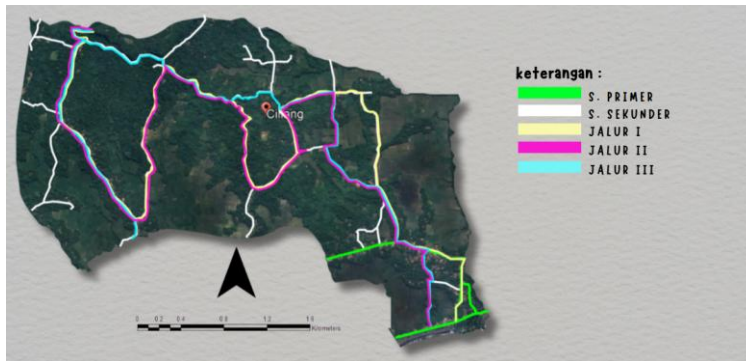 keterangan :
S. PRIMER
S. SEKUNDER
JALUR I
JALUR II
JALUR III
Cihang
0 0.2 0.4 0.8 1.2 1.6
Kilometers